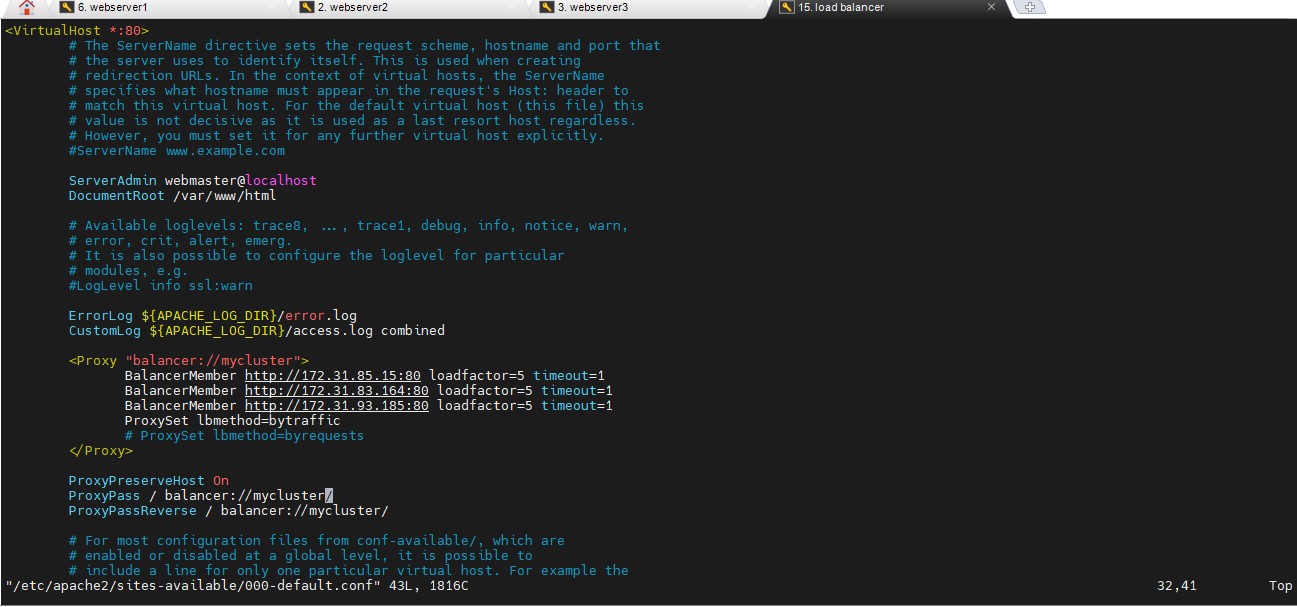 6. webserver1
2. webserver2
3. webserver3
15. load balancer
<VirtualHost *:80>
# The ServerName directive sets the request scheme, hostname and port that
# the server uses to identify itself. This is used when creating
# redirection URLs. In the context of virtual hosts, the ServerName
# specifies what hostname must appear in the request's Host: header to
# match this virtual host. For the default virtual host (this file) this
# value is not decisive as it is used as a last resort host regardless.
# However, you must set it for any further virtual host explicitly.
#ServerName www.example.com
ServerAdmin webmaster@localhost
DocumentRoot /var/www/html
# Available loglevels: trace8, ..., trace1, debug, info, notice, warn,
# error, crit, alert, emerg.
# It is also possible to configure the loglevel for particular
# modules, e.g.
#LogLevel info ssl:warn
ErrorLog ${APACHE_LOG_DIR}/error.log
CustomLog ${APACHE_LOG_DIR}/access.log combined
<Proxy "balancer://mycluster">
BalancerMember http://172.31.85.15:80 loadfactor=5 timeout=1
BalancerMember http://172.31.83.164:80 loadfactor=5 timeout=1
BalancerMember http://172.31.93.185:80 loadfactor=5 timeout=1
ProxySet lbmethod=bytraffic
# ProxySet lbmethod=byrequests
</Proxy>
ProxyPreserveHost On
ProxyPass / balancer://mycluster/
ProxyPassReverse / balancer://mycluster/
# For most configuration files from conf-available/, which are
# enabled or disabled at a global level, it is possible to
# include a line for only one particular virtual host. For example the
"/etc/apache2/sites-available/000-default.conf" 43L, 1816C 32,41 Top